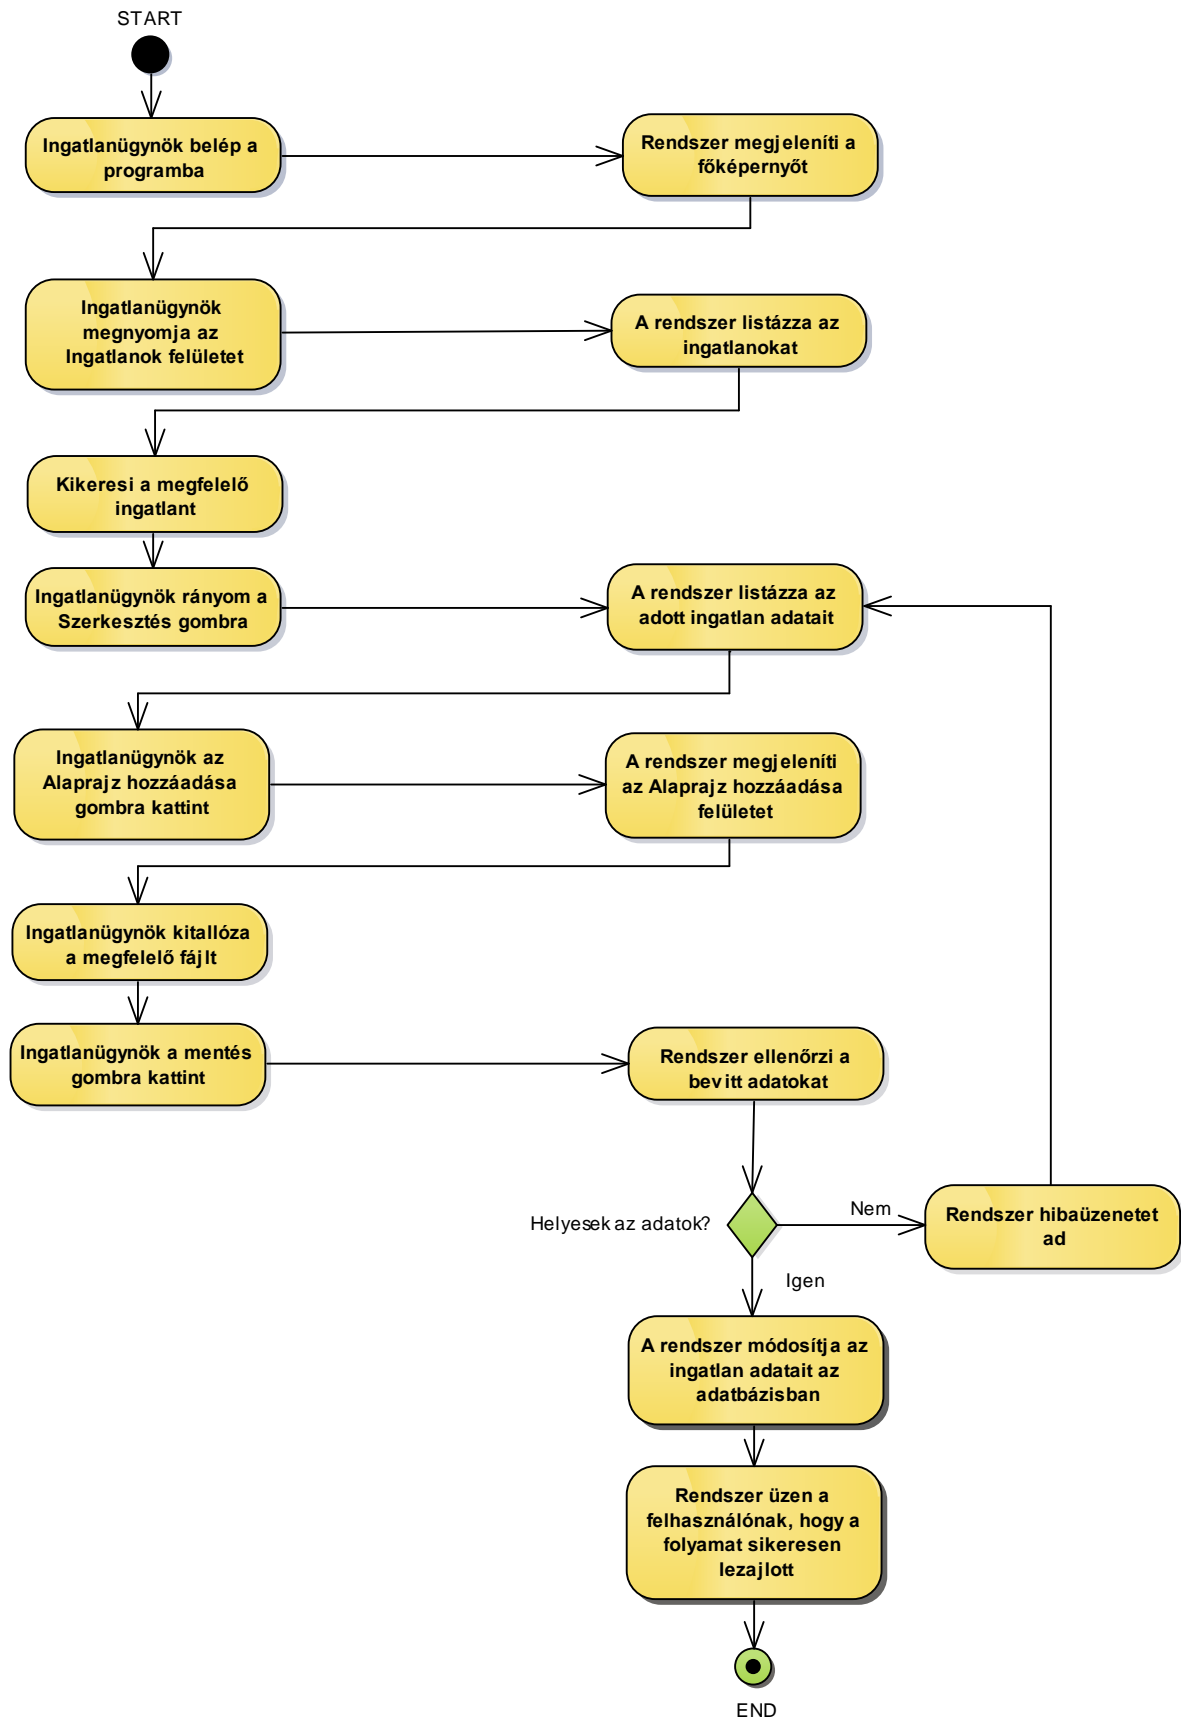 START
Ingatlanügynök belép a
programba
Rendszer megjeleníti a
főképernyőt
Ingatlanügynök
megnyomja az
Ingatlanok felületet
A rendszer listázza az
ingatlanokat
Kikeresi a megfelelő
ingatlant
Ingatlanügynök rányom a
Szerkesztés gombra
A rendszer listázza az
adott ingatlan adatait
Ingatlanügynök az
Alaprajz hozzáadása
gombra kattint
A rendszer megjeleníti
az Alaprajz hozzáadása
felületet
Ingatlanügynök kitallóza
a megfelelő fájlt
Ingatlanügynök a mentés
gombra kattint
Rendszer ellenőrzi a
bevitt adatokat
Helyesek az adatok?
Nem
Rendszer hibaüzenetet
ad
Igen
A rendszer módosítja az
ingatlan adatait az
adatbázisban
Rendszer üzen a
felhasználónak, hogy a
folyamat sikeresen
lezajlott
END